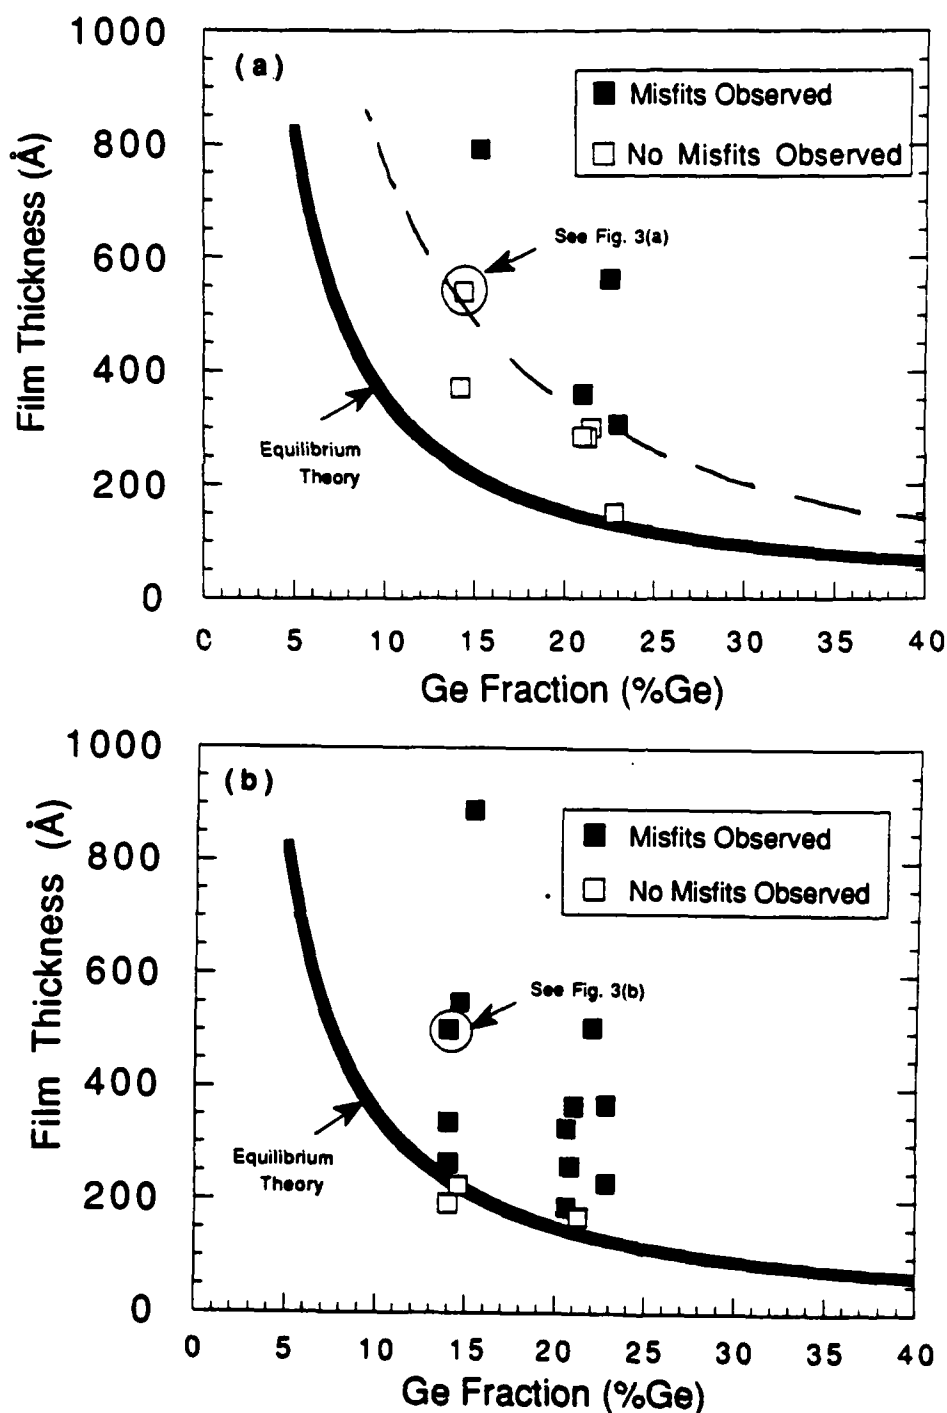 1000
(a)
Misfits Observed
No Misfits Observed
800
600
400
200
0
See Fig. 3(a)
Equilibrium
Theory
Film Thickness (Å)
0 5 10 15 20 25 30 35 40
Ge Fraction (%Ge)
1000
(b)
Misfits Observed
No Misfits Observed
800
600
400
200
0
See Fig. 3(b)
Equilibrium
Theory
Film Thickness (Å)
0 5 10 15 20 25 30 35 40
Ge Fraction (%Ge)